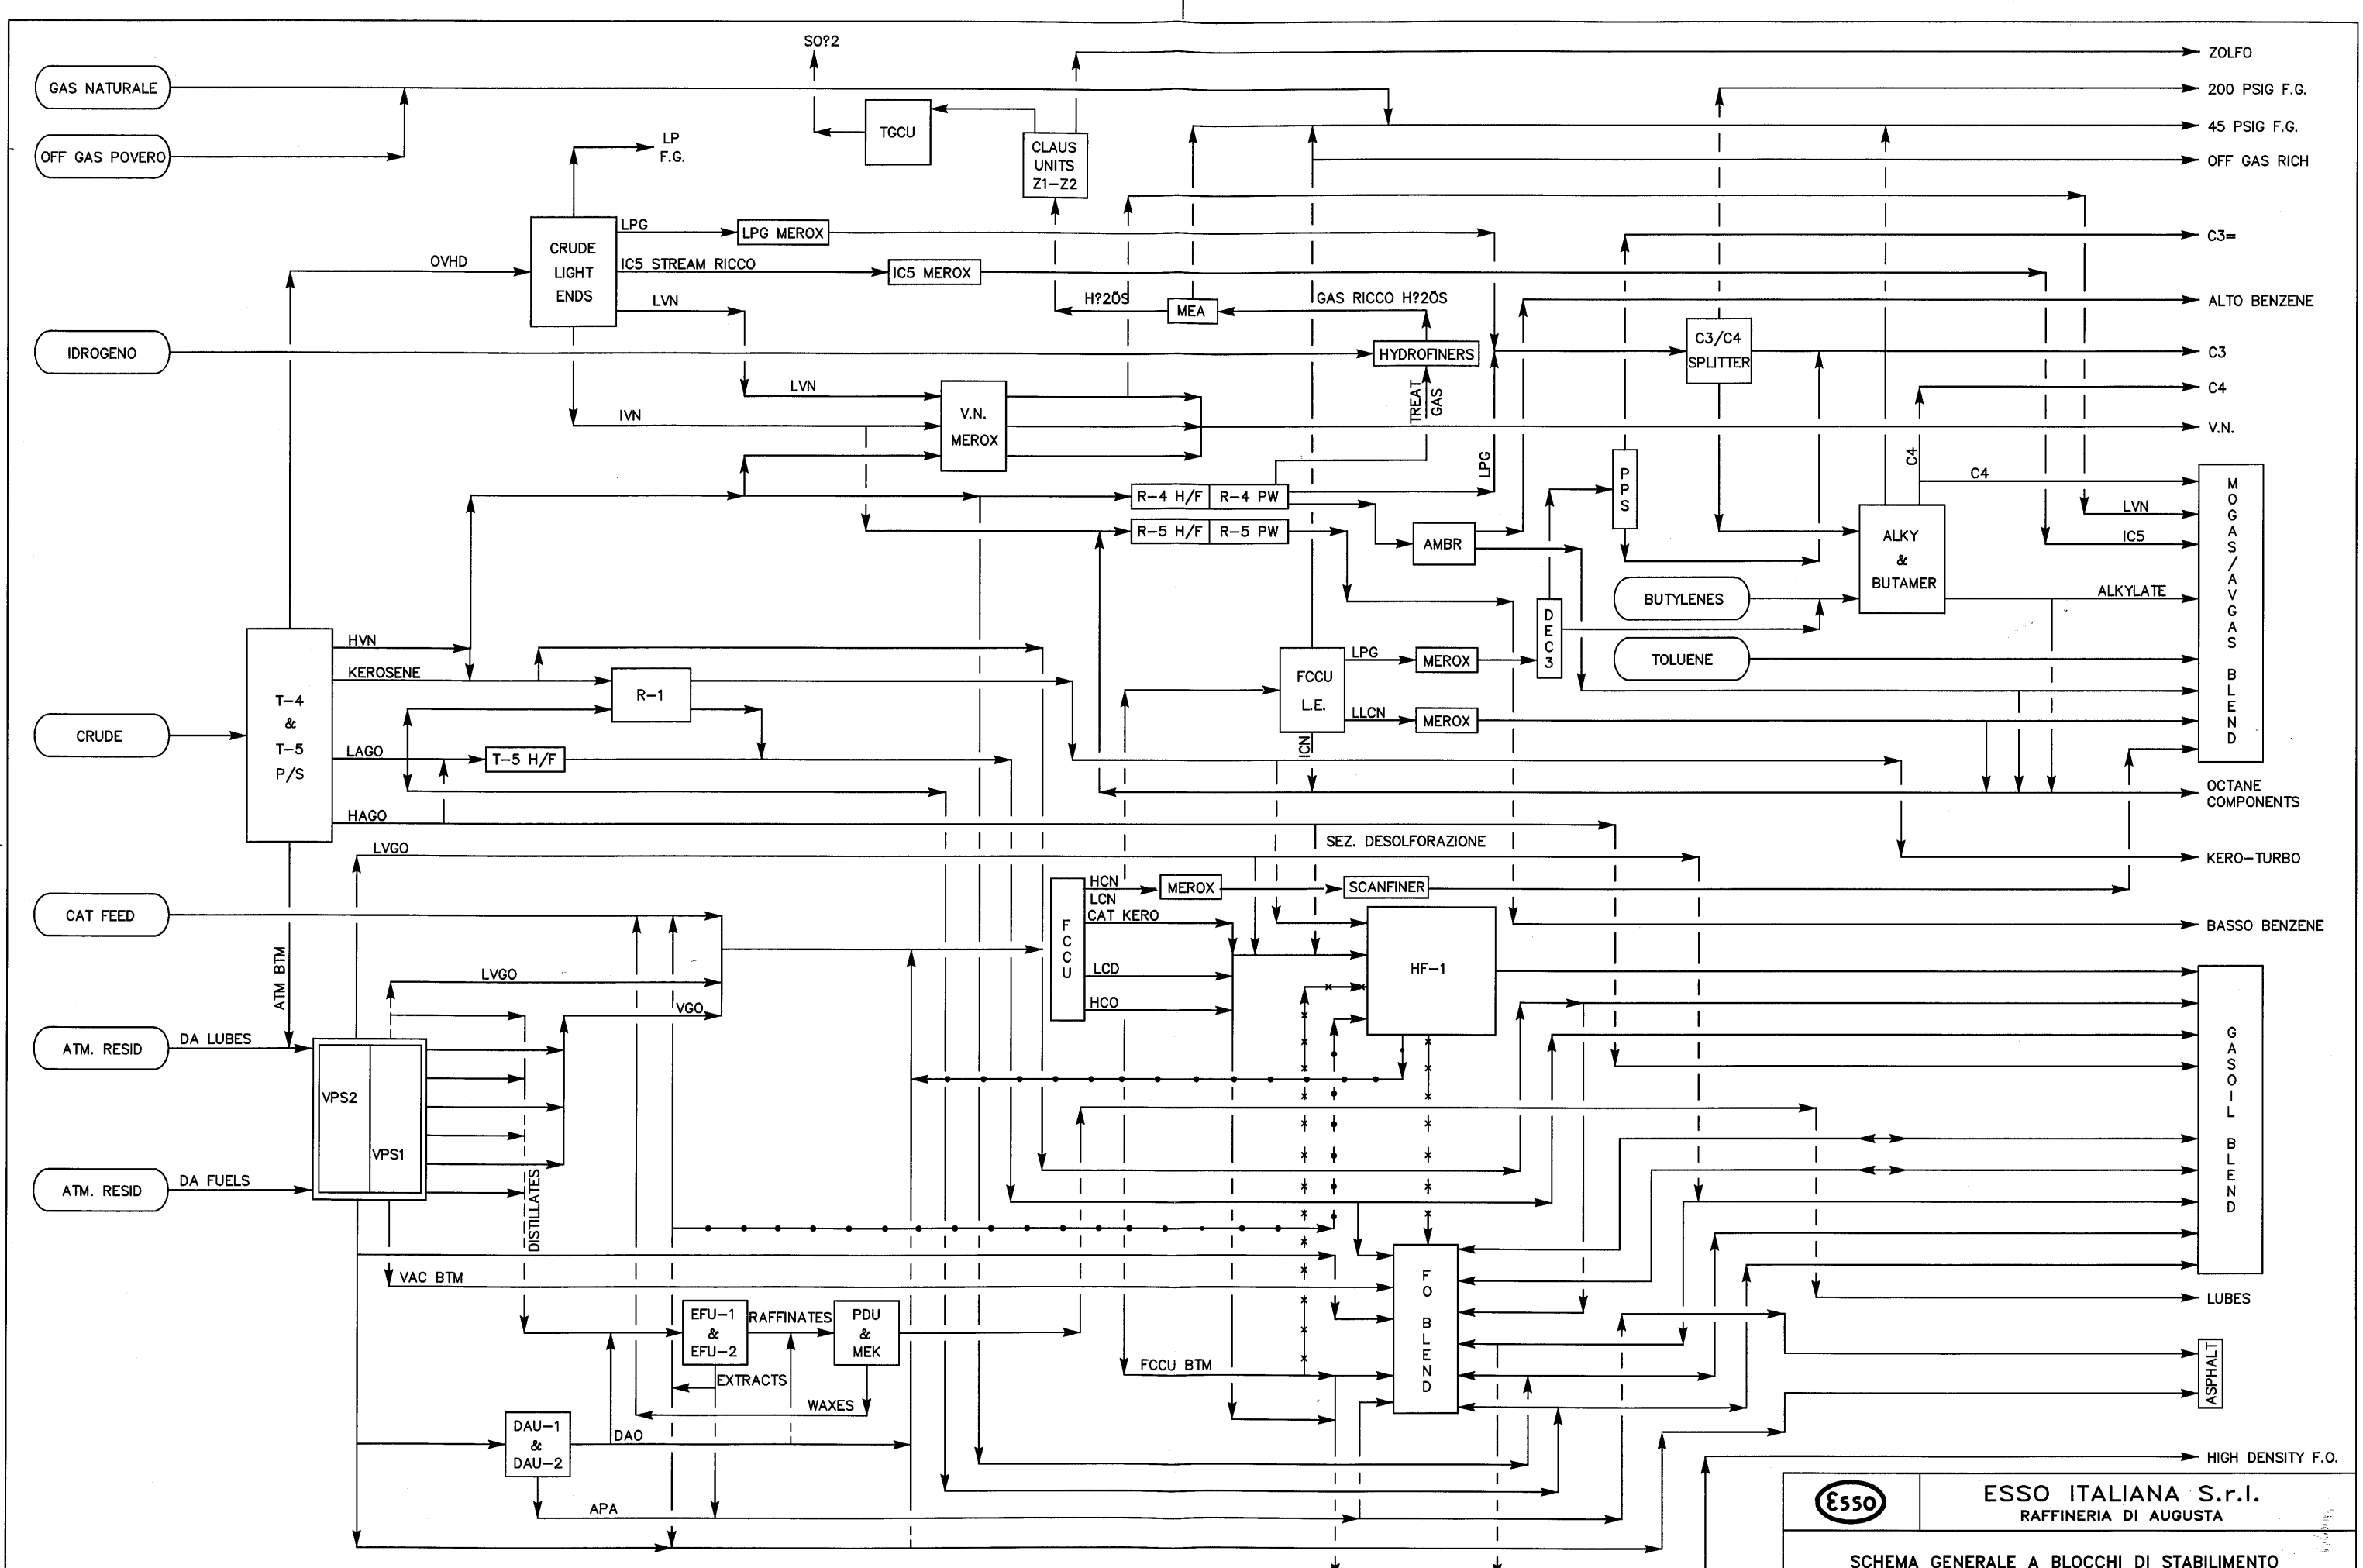 SO?2
ZOLFO
GAS NATURALE
200 PSIG F.G.
TGCU
45 PSIG F.G.
LP
F.G.
OFF GAS POVERO
CLAUS
UNITS
Z1-Z2
OFF GAS RICH
LPG
LPG MEROX
C3=
CRUDE
LIGHT
ENDS
OVHD
IC5 STREAM RICCO
IC5 MEROX
LVN
H?2ÕS
MEA
GAS RICCO H?2ÕS
ALTO BENZENE
IDROGENO
HYDROFINERS
C3/C4
SPLITTER
C3
LVN
TREAT
GAS
C4
IVN
V.N.
MEROX
V.N.
LPG
PPS
C4
C4
R-4 H/F
R-4 PW
LVN
R-5 H/F
R-5 PW
AMBR
IC5
ALKY
&
BUTAMER
MOGAS/AVGAS BLEND
BUTYLENES
ALKYLATE
DEC3
HVN
KEROSENE
R-1
FCCU
L.E.
LPG
MEROX
TOLUENE
T-4
&
T-5
P/S
CRUDE
LLCN
MEROX
LAGO
T-5 H/F
ICN
OCTANE
COMPONENTS
HAGO
SEZ. DESOLFORAZIONE
LVGO
KERO-TURBO
HCN
MEROX
SCANFINER
LCN
CAT FEED
CAT KERO
FCCU
BASSO BENZENE
ATM BTM
LVGO
LCD
HF-1
HCO
VGO
ATM. RESID
DA LUBES
GASOIL BLEND
VPS2
VPS1
ATM. RESID
DA FUELS
DISTILLATES
VAC BTM
FO BLEND
LUBES
EFU-1
&
EFU-2
RAFFINATES
PDU
&
MEK
FCCU BTM
EXTRACTS
ASPHALT
WAXES
DAU-1
&
DAU-2
DAO
HIGH DENSITY F.O.
APA
Esso
ESSO ITALIANA S.r.l.
RAFFINERIA DI AUGUSTA
SCHEMA GENERALE A BLOCCHI DI STABILIMENTO